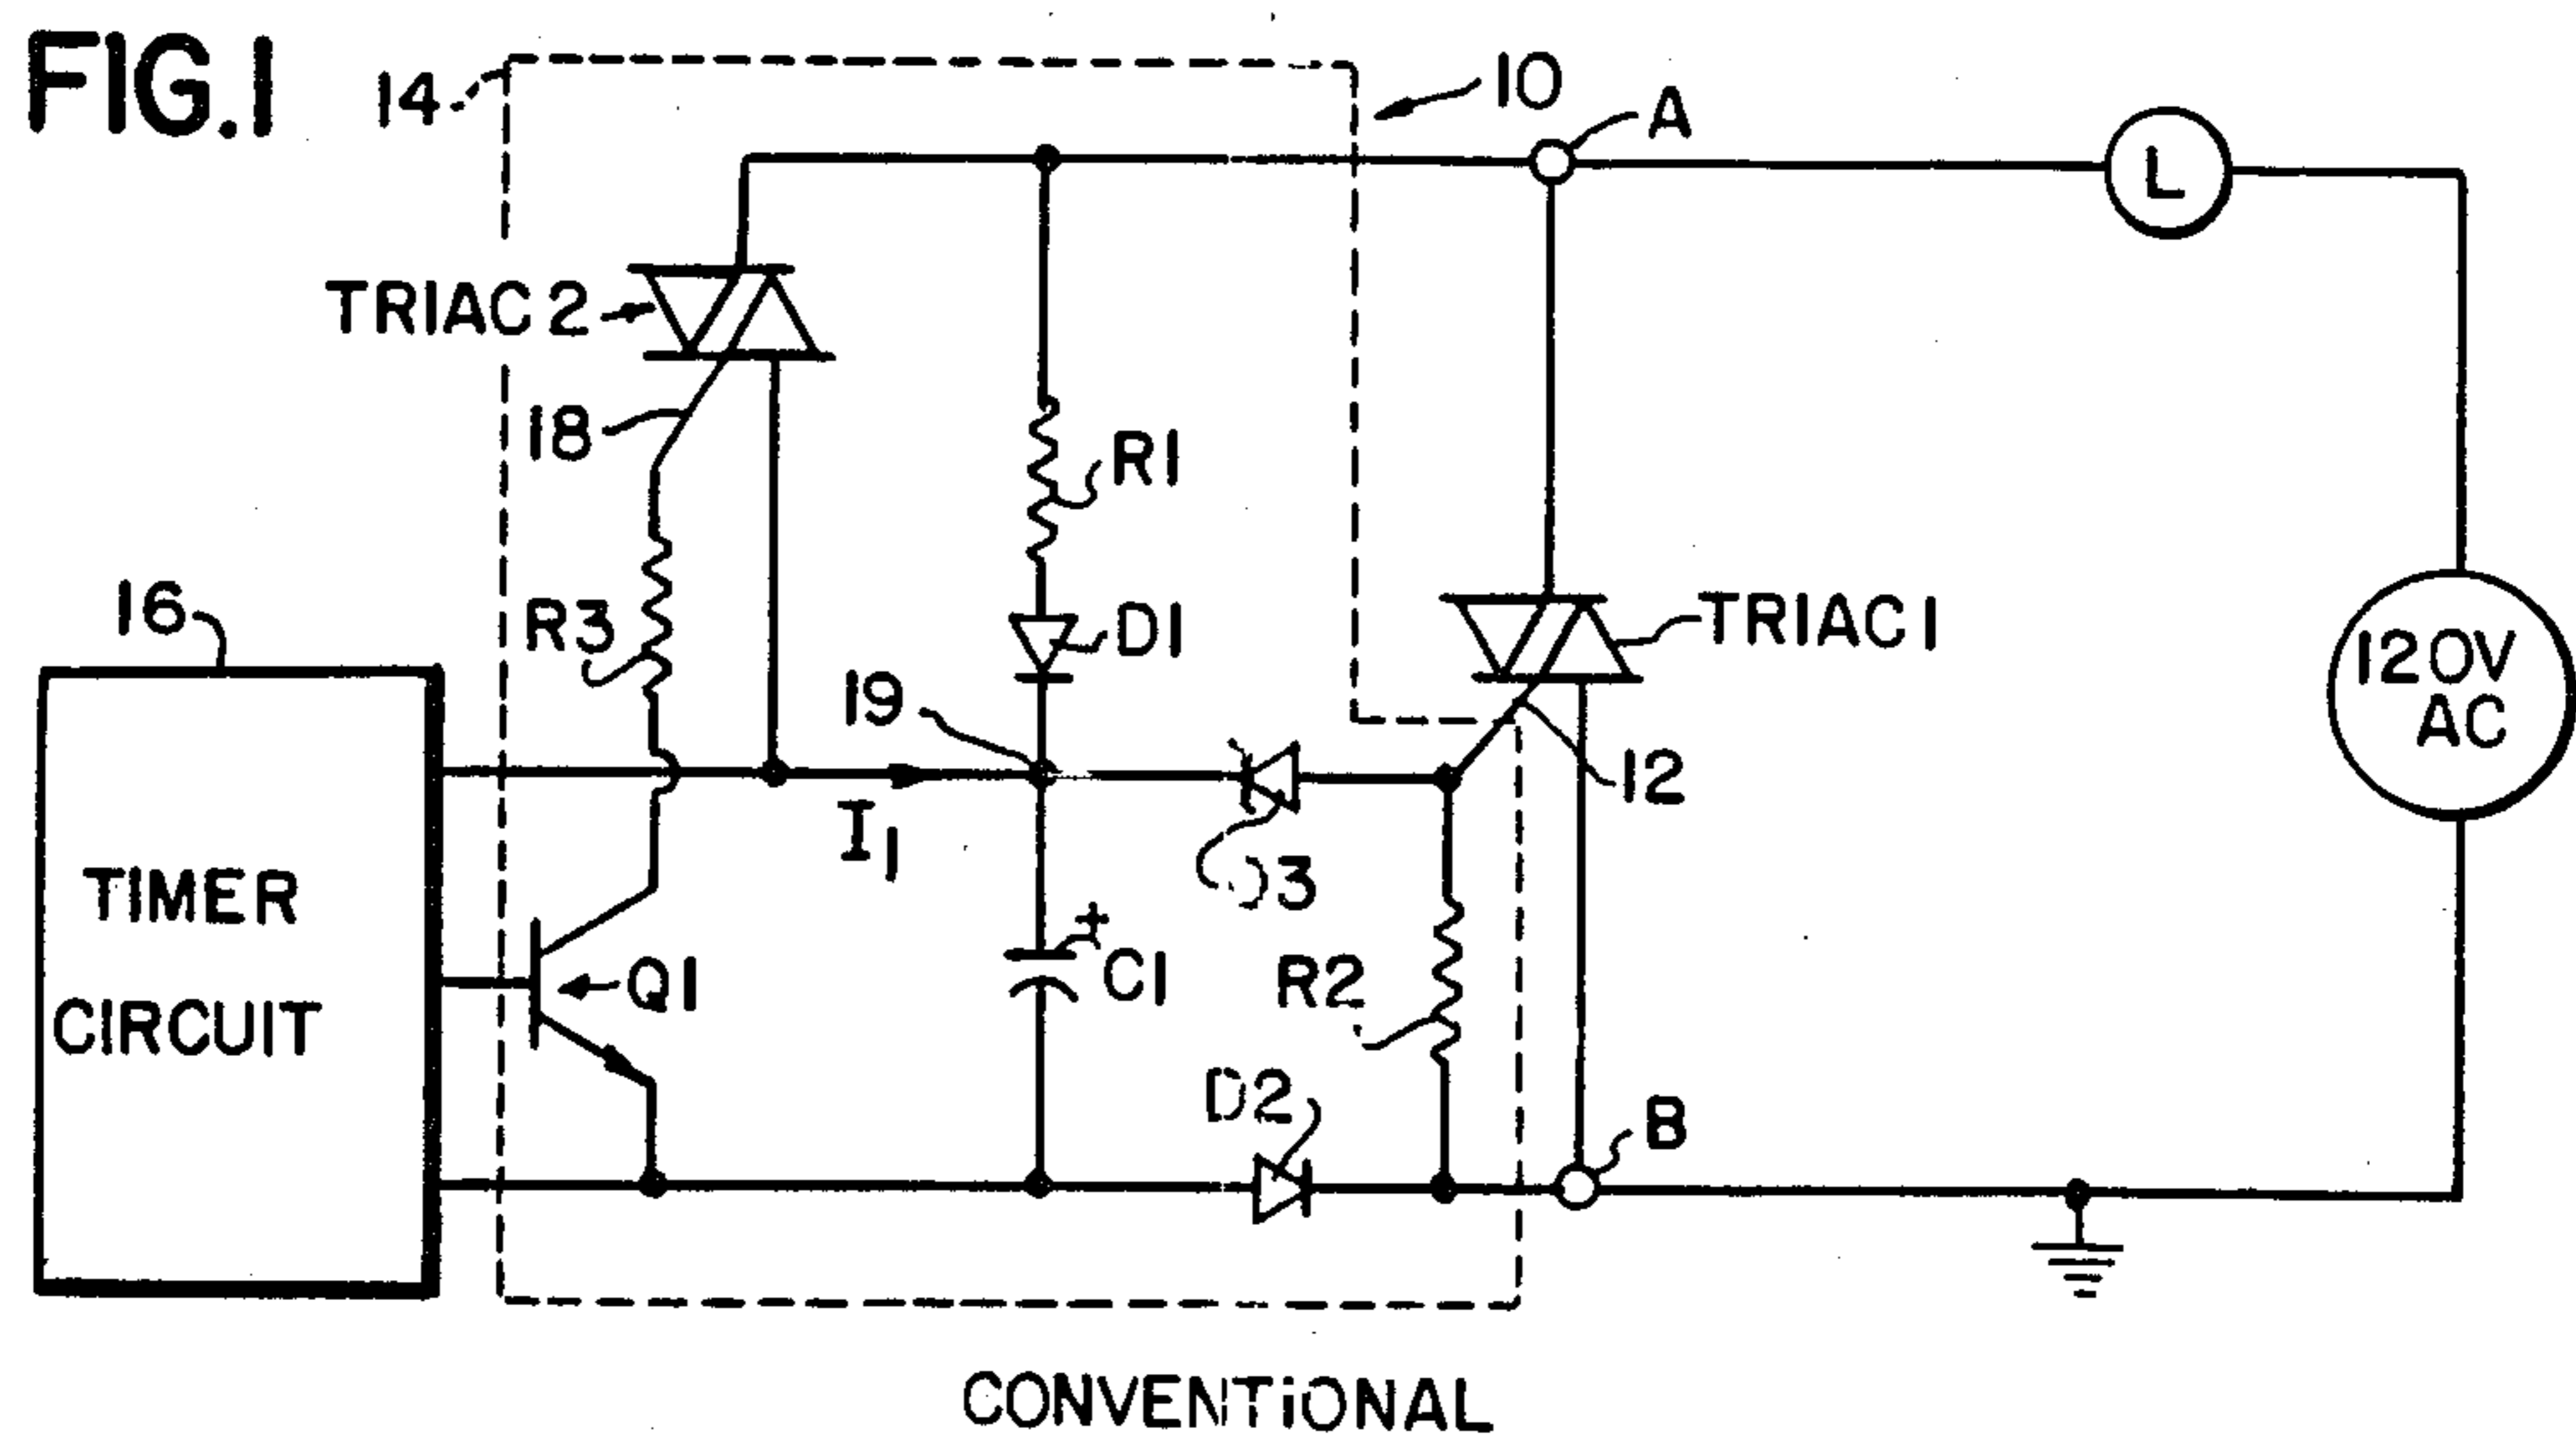 FIG.1
14
10
A
L
TRIAC 2
18
R1
16
R3
D1
TRIAC 1
19
12
120V
AC
I1
D3
TIMER
CIRCUIT
Q1
+
C1
R2
D2
B
CONVENTiONAL